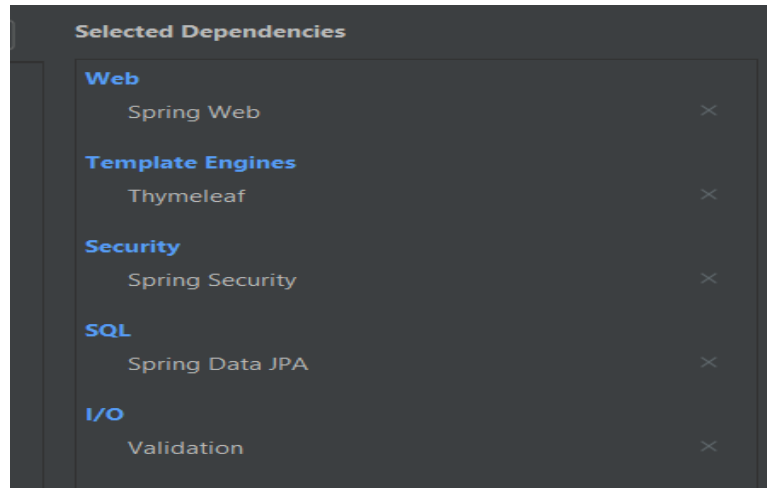 Selected Dependencies
Web
Spring Web
Template Engines
Thymeleaf
Security
Spring Security
SQL
Spring Data JPA
I/O
Validation